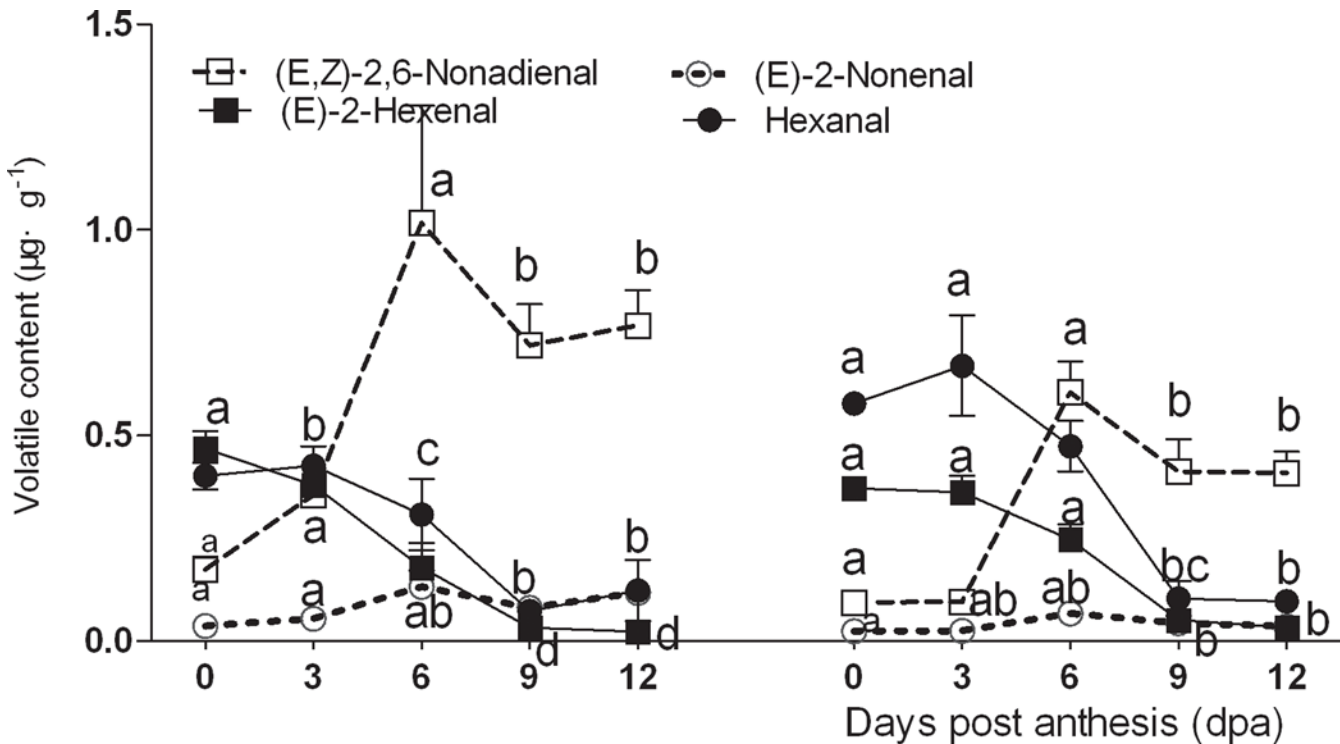 1.5
(E,Z)-2,6-Nonadienal
(E)-2-Nonenal
(E)-2-Hexenal
Hexanal
Volatile content (µg· g-1)
a
1.0
b
b
a
a
a
b
b
0.5
a
b
c
a
a
a
a
a
b
a
a
a
ab
b
bc
b
ab
ab
a
0.0
d
d
b
b
0
3
6
9
12
0
3
6
9
12
Days post anthesis (dpa)